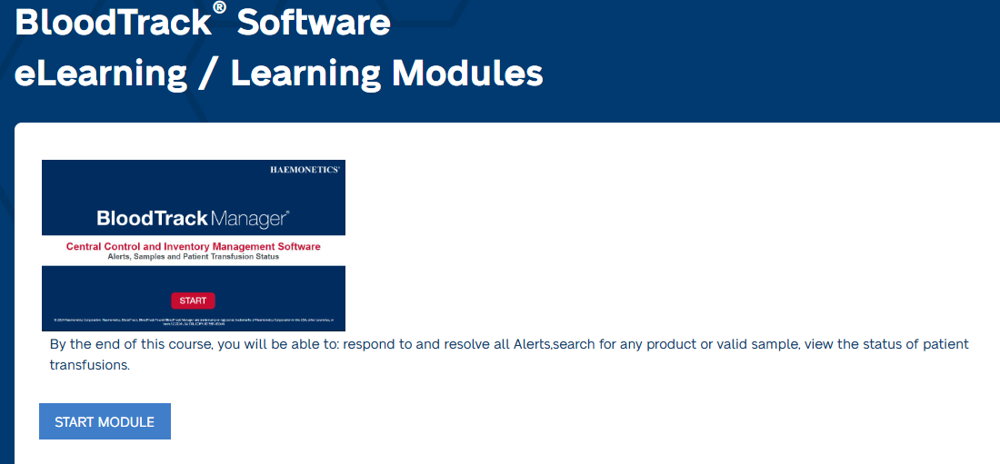 BloodTrack® Software
eLearning / Learning Modules
HAEMONETICS®
BloodTrack Manager®
Central Control and Inventory Management Software
Alerts, Samples and Patient Transfusion Status
START
By the end of this course, you will be able to: respond to and resolve all Alerts,search for any product or valid sample, view the status of patient
transfusions.
START MODULE